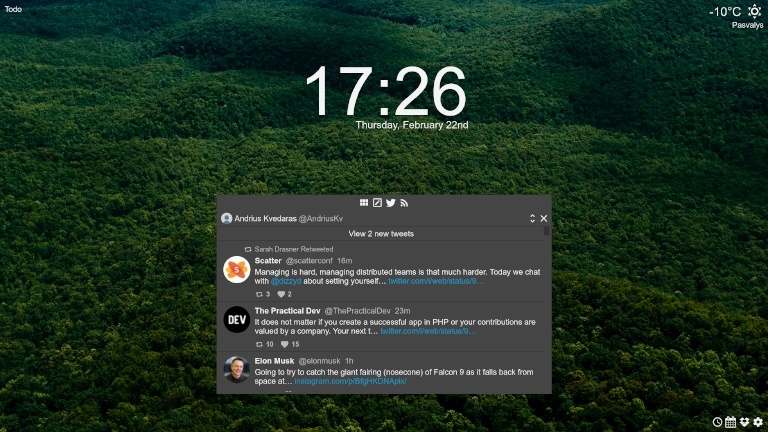 Todo
-10°C
Pasvalys
17:26
Thursday, February 22nd
Andrius Kvedaras @AndriusKv
View 2 new tweets
Sarah Drasner Retweeted
Scatter @scatterconf 16m
Managing is hard, managing distributed teams is that much harder. Today we chat
with @dizzyd about setting yourself... twitter.com/i/web/status/9...
3 2
DEV
The Practical Dev @ThePracticalDev 23m
It does not matter if you create a successful app in PHP or your contributions are
valued by a company. Your next t... twitter.com/i/web/status/9...
10 15
Elon Musk @elonmusk 1h
Going to try to catch the giant fairing (nosecone) of Falcon 9 as it falls back from
space at... instagram.com/p/BfgHKDNAplx/